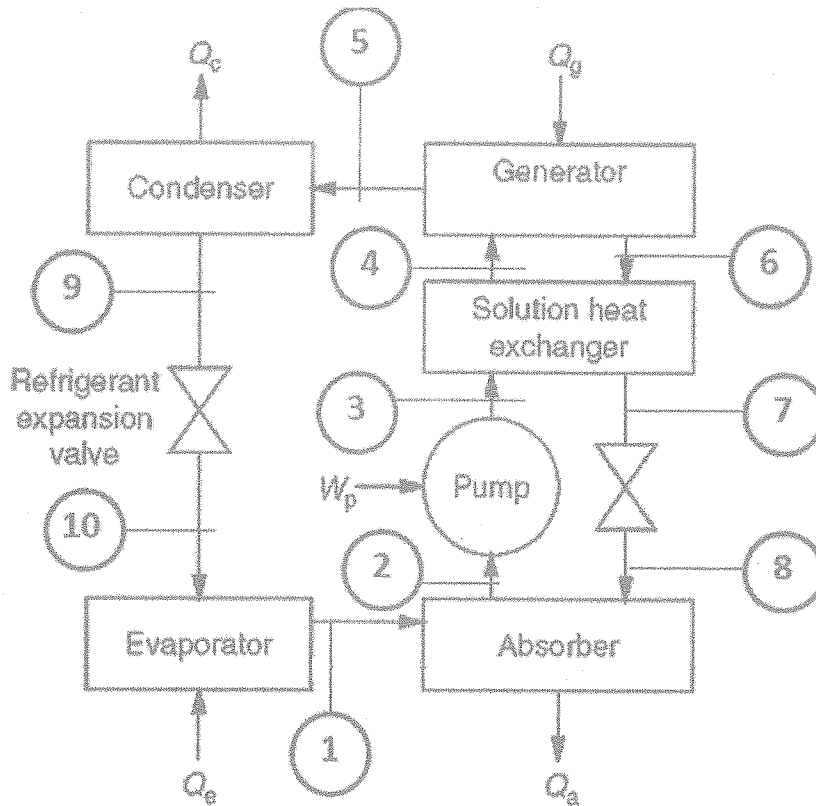 5
Qc
Qg
Condenser
Generator
4
6
9
Solution heat
exchanger
Refrigerant
expansion
valve
3
7
Wp
Pump
10
2
8
Evaporator
Absorber
1
Qe
Qa